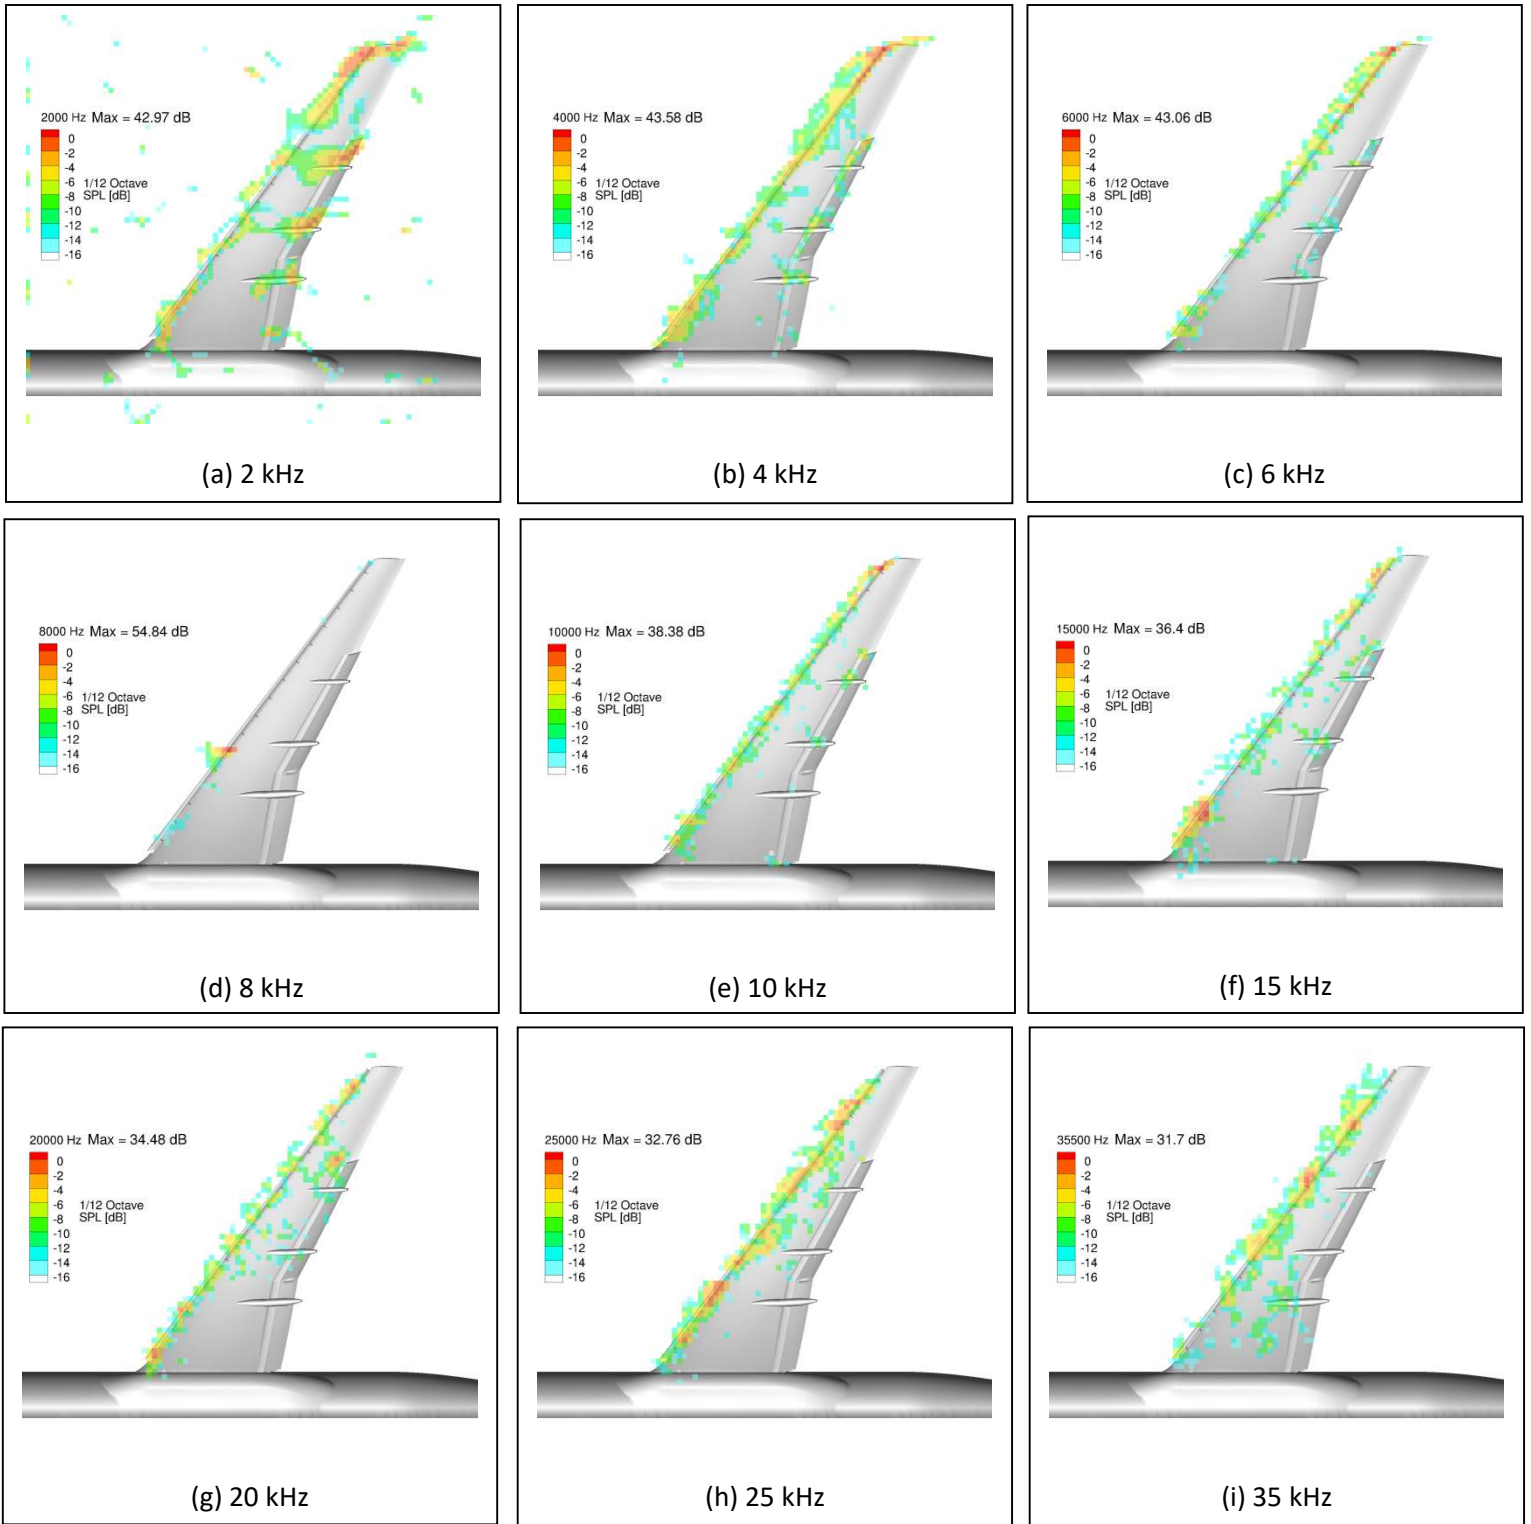 2000 Hz Max = 42.97 dB
0
-2
-4
-6
-8
-10
-12
-14
-16
1/12 Octave
SPL [dB]
(a) 2 kHz
4000 Hz Max = 43.58 dB
0
-2
-4
-6
-8
-10
-12
-14
-16
1/12 Octave
SPL [dB]
(b) 4 kHz
6000 Hz Max = 43.06 dB
0
-2
-4
-6
-8
-10
-12
-14
-16
1/12 Octave
SPL [dB]
(c) 6 kHz
8000 Hz Max = 54.84 dB
0
-2
-4
-6
-8
-10
-12
-14
-16
1/12 Octave
SPL [dB]
(d) 8 kHz
10000 Hz Max = 38.38 dB
0
-2
-4
-6
-8
-10
-12
-14
-16
1/12 Octave
SPL [dB]
(e) 10 kHz
15000 Hz Max = 36.4 dB
0
-2
-4
-6
-8
-10
-12
-14
-16
1/12 Octave
SPL [dB]
(f) 15 kHz
20000 Hz Max = 34.48 dB
0
-2
-4
-6
-8
-10
-12
-14
-16
1/12 Octave
SPL [dB]
(g) 20 kHz
25000 Hz Max = 32.76 dB
0
-2
-4
-6
-8
-10
-12
-14
-16
1/12 Octave
SPL [dB]
(h) 25 kHz
35500 Hz Max = 31.7 dB
0
-2
-4
-6
-8
-10
-12
-14
-16
1/12 Octave
SPL [dB]
(i) 35 kHz